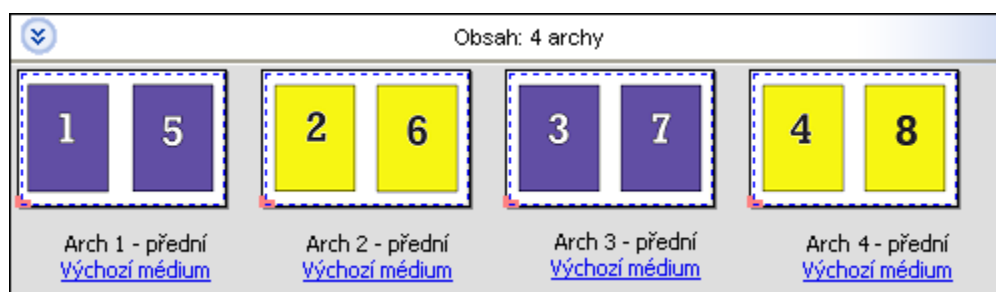 Obsah: 4 archy
1 5 2 6 3 7 4 8
Arch 1 - přední Arch 2 - přední Arch 3 - přední Arch 4 - přední
Výchozí médium Výchozí médium Výchozí médium Výchozí médium